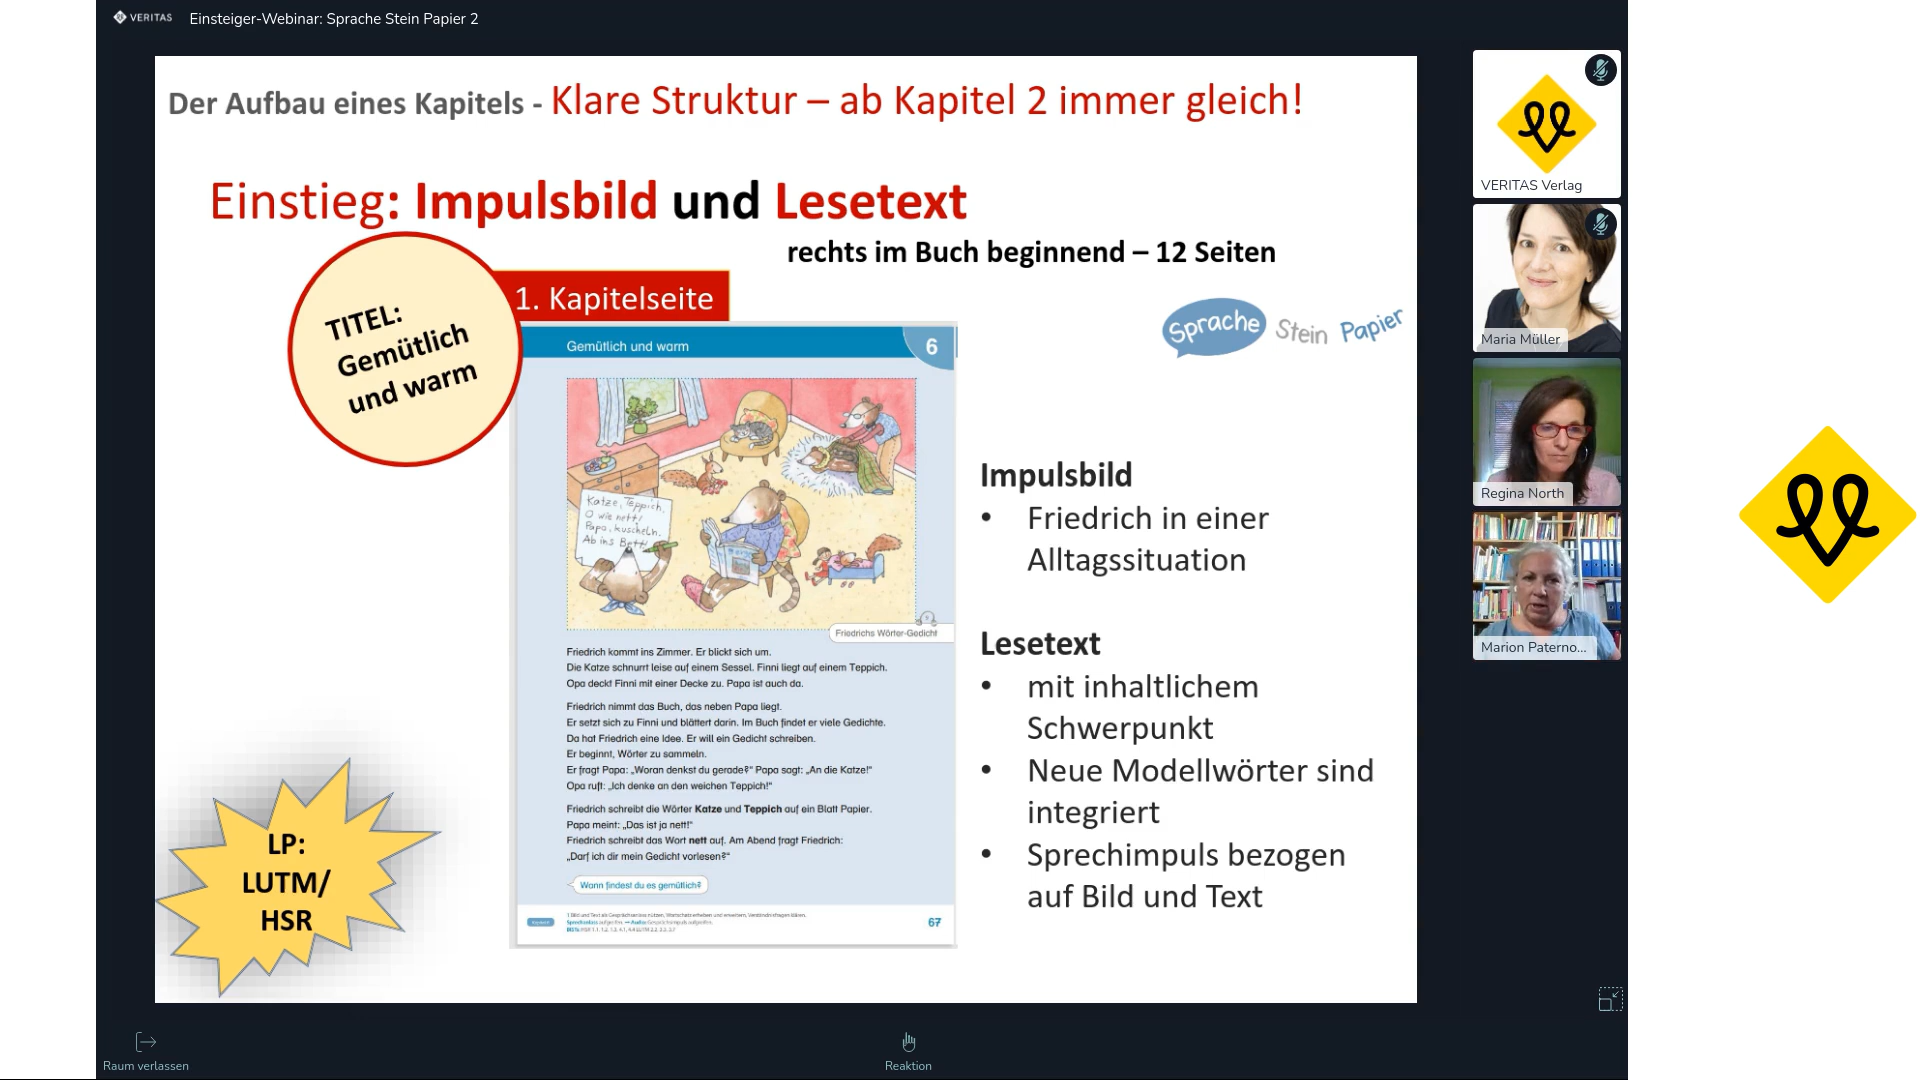 VERITAS
Einsteiger-Webinar: Sprache Stein Papier 2
Der Aufbau eines Kapitels - Klare Struktur – ab Kapitel 2 immer gleich!
Einstieg: Impulsbild und Lesetext
rechts im Buch beginnend – 12 Seiten
TITEL:
Gemütlich
und warm
1. Kapitelseite
Sprache Stein Papier
Gemütlich und warm
6
Katze, Teppich,
O wie nett!
Papa, kuscheln.
Ab ins Bett!
Friedrichs Wörter-Gedicht
Friedrich kommt ins Zimmer. Er blickt sich um.
Die Katze schnurrt leise auf einem Sessel. Finni liegt auf einem Teppich.
Opa deckt Finni mit einer Decke zu. Papa ist auch da.
Friedrich nimmt das Buch, das neben Papa liegt.
Er setzt sich zu Finni und blättert darin. Im Buch findet er viele Gedichte.
Da hat Friedrich eine Idee. Er will ein Gedicht schreiben.
Er beginnt, Wörter zu sammeln.
Er fragt Papa: „Woran denkst du gerade?“ Papa sagt: „An die Katze!“
Opa ruft: „Ich denke an den weichen Teppich!“
Friedrich schreibt die Wörter Katze und Teppich auf ein Blatt Papier.
Papa meint: „Das ist ja nett!“
Friedrich schreibt das Wort nett auf. Am Abend fragt Friedrich:
„Darf ich dir mein Gedicht vorlesen?“
Wann findest du es gemütlich?
67
Impulsbild
• Friedrich in einer
Alltagssituation
Lesetext
• mit inhaltlichem
Schwerpunkt
• Neue Modellwörter sind
integriert
• Sprechimpuls bezogen
auf Bild und Text
LP:
LUTM/
HSR
VERITAS Verlag
Maria Müller
Regina North
Marion Paterno...
Raum verlassen
Reaktion